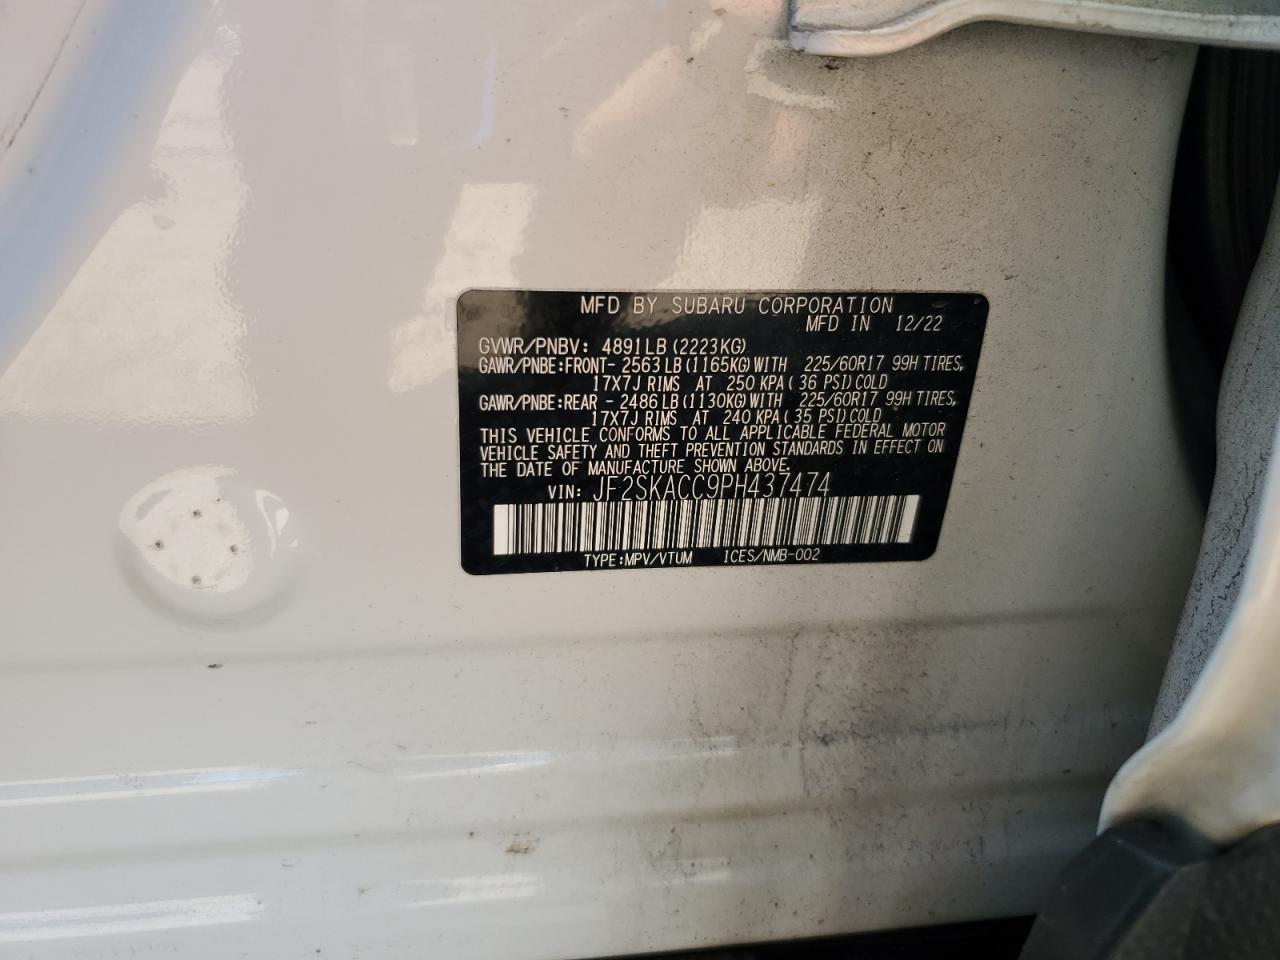 MFD BY SUBARU CORPORATION
MFD IN 12/22
GVWR/PNBV: 4891LB(2223KG)
GAWR/PNBE:FRONT- 2563LB(1165KG)WITH 225/60R17 99H TIRES,
17X7J RIMS AT 250 KPA(36 PSI)COLD
GAWR/PNBE:REAR - 2486LB(1130KG)WITH 225/60R17 99H TIRES,
17X7J RIMS AT 240 KPA(35 PSI)COLD
THIS VEHICLE CONFORMS TO ALL APPLICABLE FEDERAL MOTOR
VEHICLE SAFETY AND THEFT PREVENTION STANDARDS IN EFFECT ON
THE DATE OF MANUFACTURE SHOWN ABOVE.
VIN: JF2SKACC9PH437474
TYPE:MPV/VTUM ICES/NMB-002